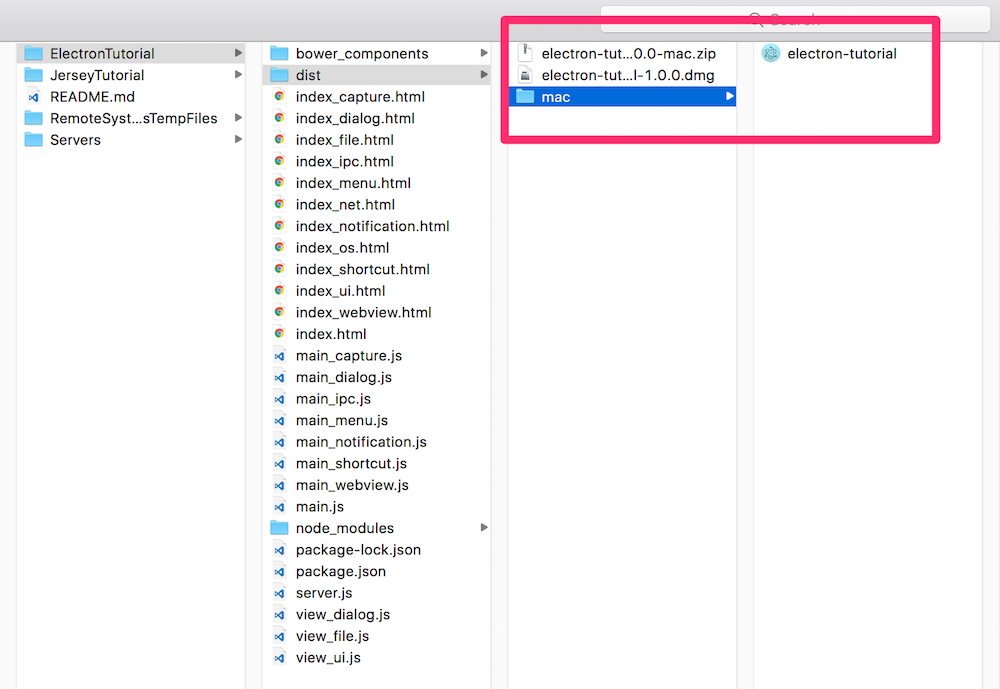 Search
ElectronTutorial
JerseyTutorial
README.md
RemoteSyst...sTempFiles
Servers
bower_components
dist
index_capture.html
index_dialog.html
index_file.html
index_ipc.html
index_menu.html
index_net.html
index_notification.html
index_os.html
index_shortcut.html
index_ui.html
index_webview.html
index.html
main_capture.js
main_dialog.js
main_ipc.js
main_menu.js
main_notification.js
main_shortcut.js
main_webview.js
main.js
node_modules
package-lock.json
package.json
server.js
view_dialog.js
view_file.js
view_ui.js
electron-tut...0.0-mac.zip
electron-tut...l-1.0.0.dmg
mac
electron-tutorial